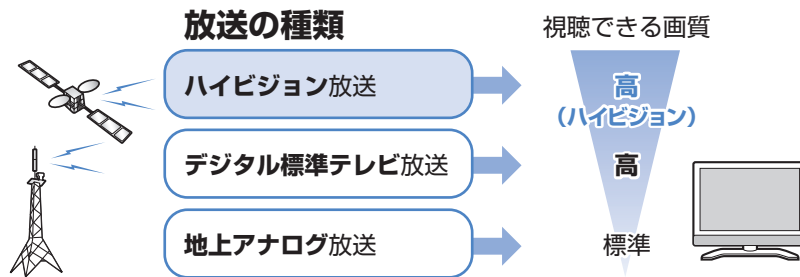 放送の種類
視聴できる画質
ハイビジョン放送
高
（ハイビジョン）
デジタル標準テレビ放送
高
地上アナログ放送
標準